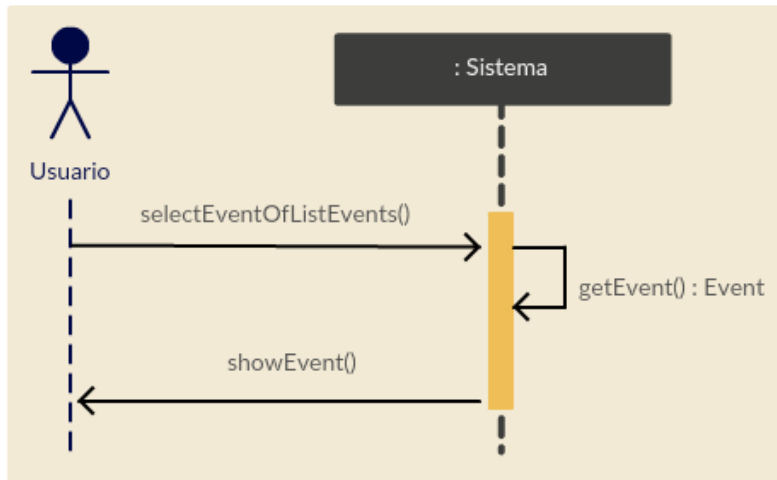 : Sistema
Usuario
selectEventOfListEvents()
getEvent() : Event
showEvent()